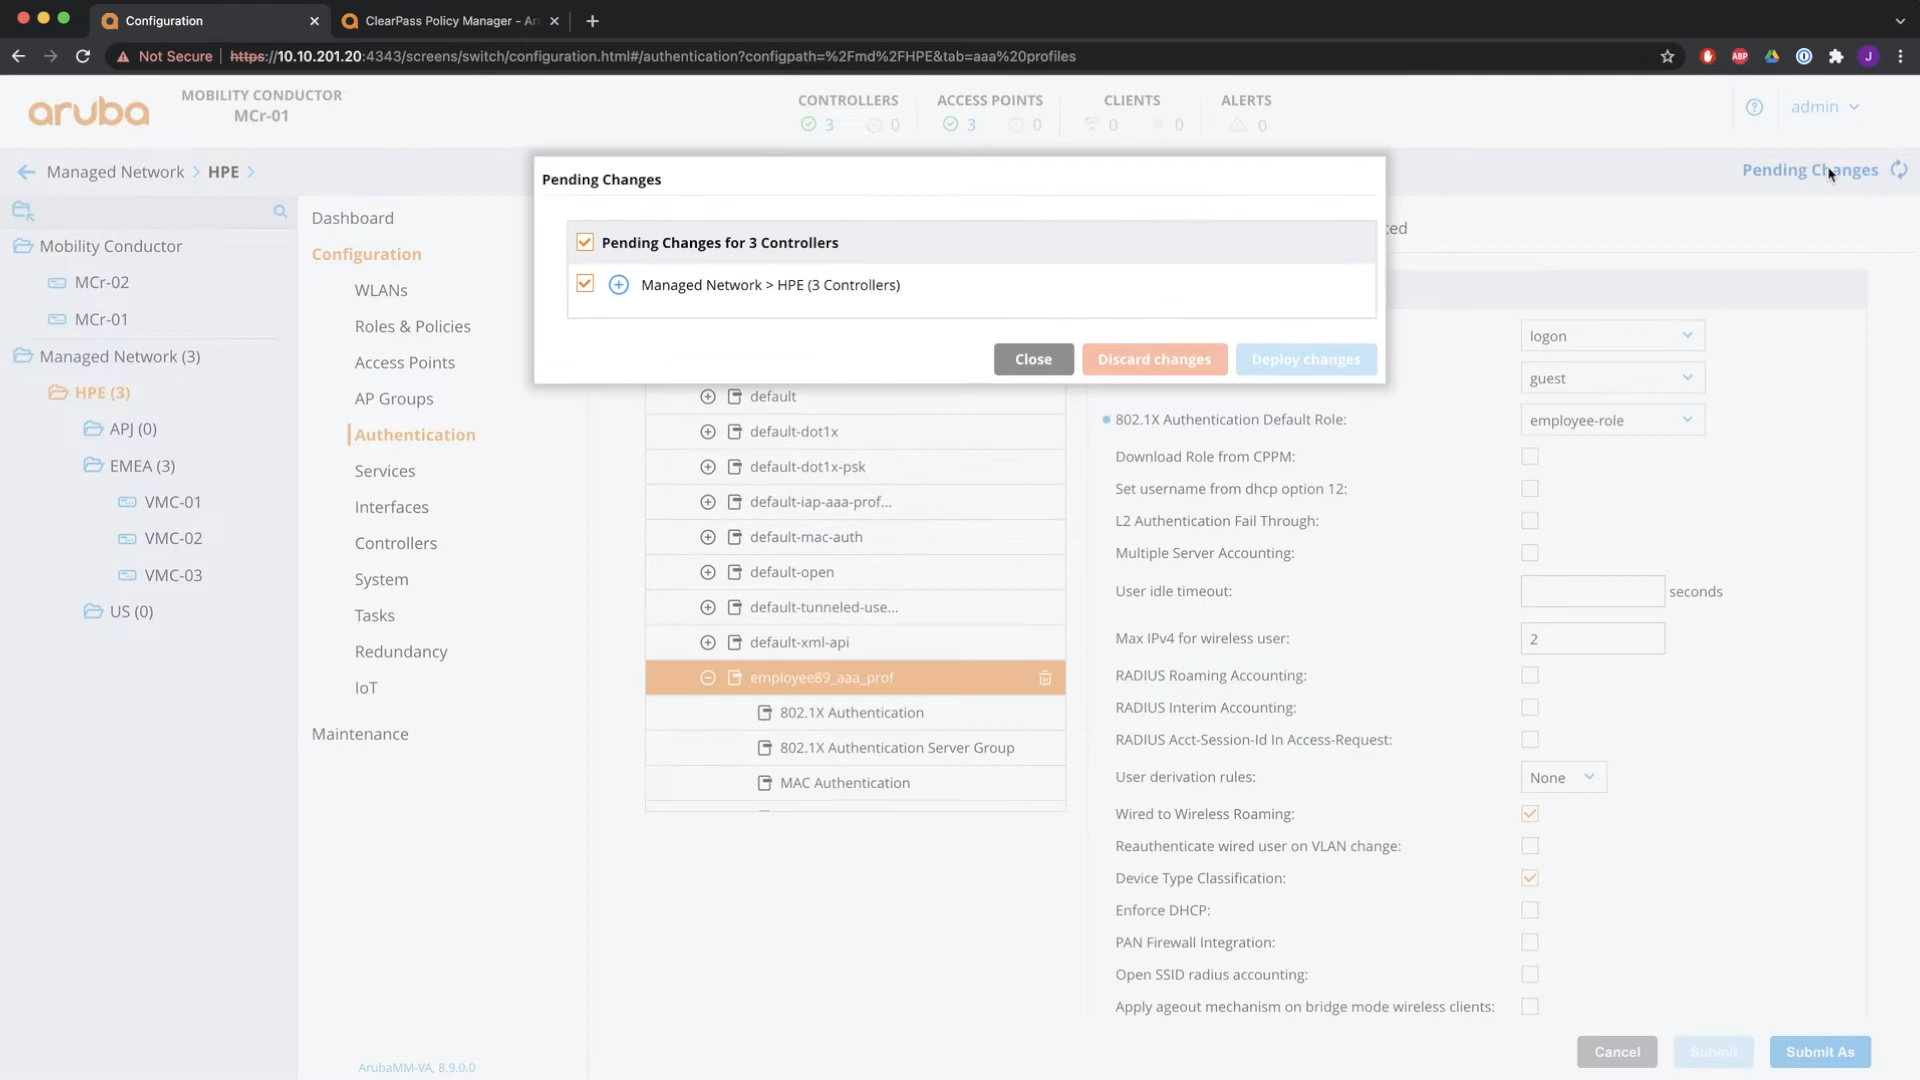 Configuration
ClearPass Policy Manager - Ar
Not Secure
https://10.10.201.20:4343/screens/switch/configuration.html#/authentication?configpath=%2Fmd%2FHPE&tab=aaa%20profiles
ABP
J
aruba
MOBILITY CONDUCTOR
MCr-01
CONTROLLERS
3 0
ACCESS POINTS
3 0
CLIENTS
0 0
ALERTS
0
admin
Managed Network > HPE >
Pending Changes
Mobility Conductor
MCr-02
MCr-01
Managed Network (3)
HPE (3)
APJ (0)
EMEA (3)
VMC-01
VMC-02
VMC-03
US (0)
Dashboard
Configuration
WLANs
Roles & Policies
Access Points
AP Groups
Authentication
Services
Interfaces
Controllers
System
Tasks
Redundancy
IoT
Maintenance
ArubaMM-VA, 8.9.0.0
Pending Changes
Pending Changes for 3 Controllers
Managed Network > HPE (3 Controllers)
Close
Discard changes
Deploy changes
default
default-dot1x
default-dot1x-psk
default-iap-aaa-prof...
default-mac-auth
default-open
default-tunneled-use...
default-xml-api
employee89_aaa_prof
802.1X Authentication
802.1X Authentication Server Group
MAC Authentication
logon
guest
802.1X Authentication Default Role: employee-role
Download Role from CPPM:
Set username from dhcp option 12:
L2 Authentication Fail Through:
Multiple Server Accounting:
User idle timeout: seconds
Max IPv4 for wireless user: 2
RADIUS Roaming Accounting:
RADIUS Interim Accounting:
RADIUS Acct-Session-Id In Access-Request:
User derivation rules: None
Wired to Wireless Roaming:
Reauthenticate wired user on VLAN change:
Device Type Classification:
Enforce DHCP:
PAN Firewall Integration:
Open SSID radius accounting:
Apply ageout mechanism on bridge mode wireless clients:
Cancel
Submit
Submit As